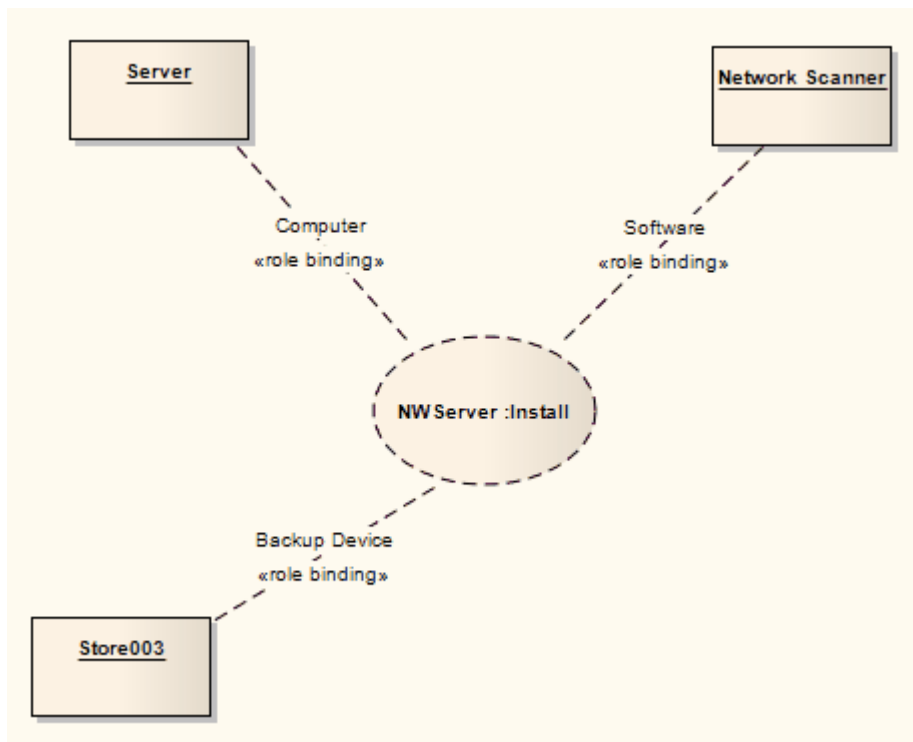 Server
Network Scanner
Computer
«role binding»
Software
«role binding»
NWServer :Install
Backup Device
«role binding»
Store003